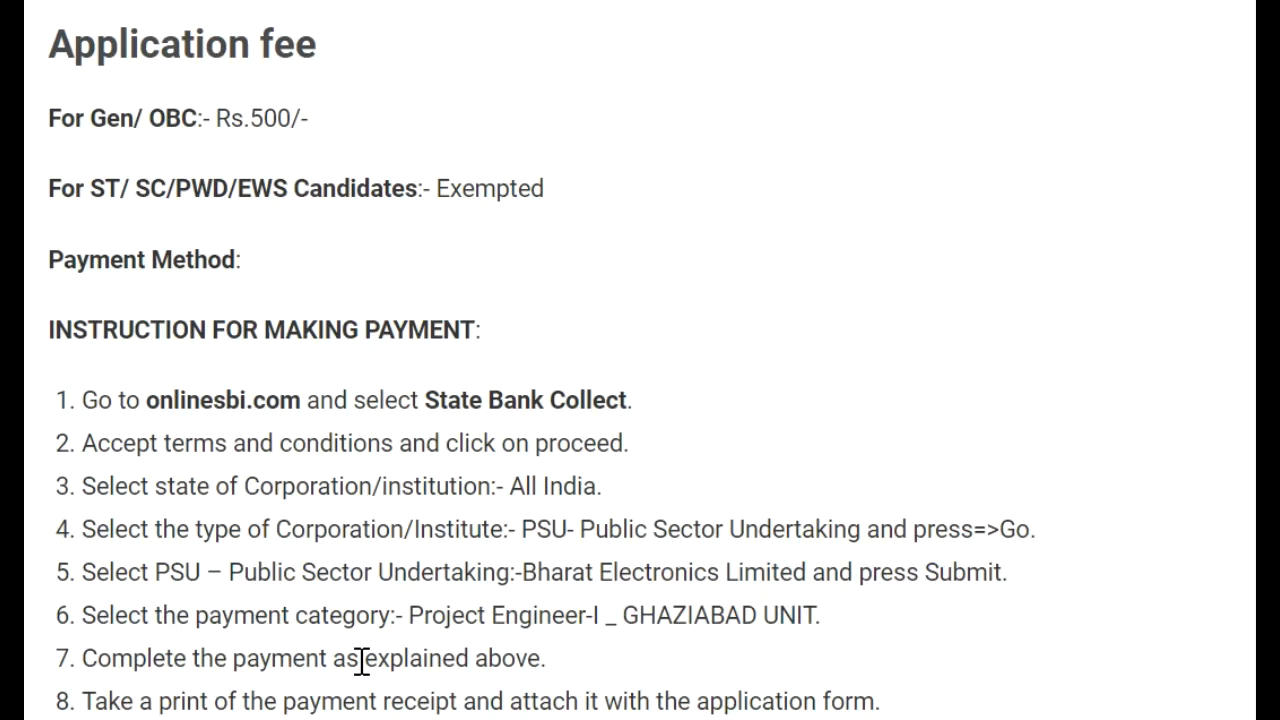 Application fee
For Gen/ OBC:- Rs.500/-
For ST/ SC/PWD/EWS Candidates:- Exempted
Payment Method:
INSTRUCTION FOR MAKING PAYMENT:
1. Go to onlinesbi.com and select State Bank Collect.
2. Accept terms and conditions and click on proceed.
3. Select state of Corporation/institution:- All India.
4. Select the type of Corporation/Institute:- PSU- Public Sector Undertaking and press=>Go.
5. Select PSU – Public Sector Undertaking:-Bharat Electronics Limited and press Submit.
6. Select the payment category:- Project Engineer-I _ GHAZIABAD UNIT.
7. Complete the payment as explained above.
8. Take a print of the payment receipt and attach it with the application form.